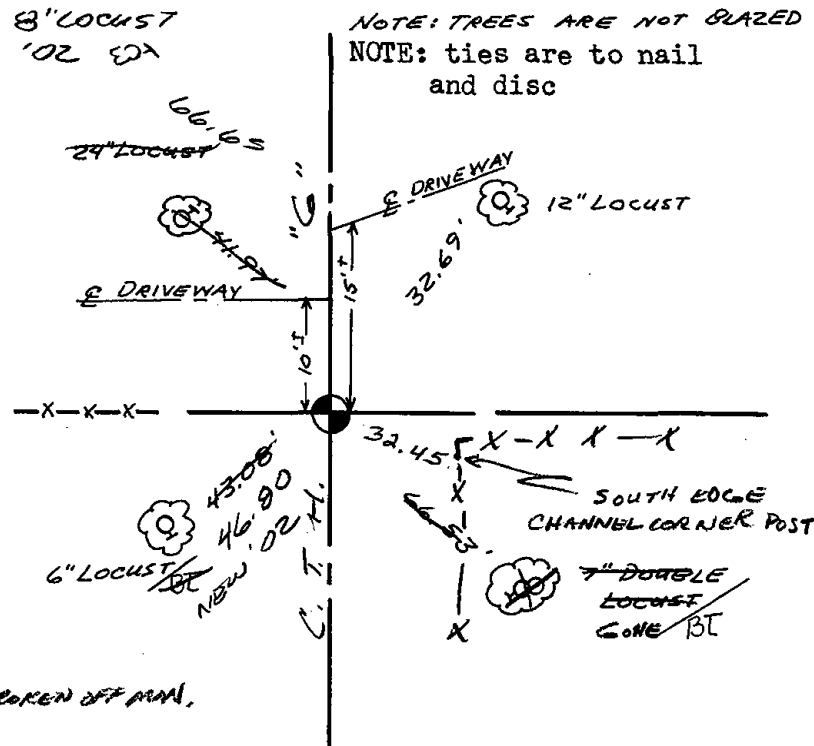 8" LOCUST
'02
NOTE: TREES ARE NOT BLAZED
NOTE: ties are to nail
and disc
66.65
24" LOCUST
41.97'
"G"
℄ DRIVEWAY
12" LOCUST
32.69'
15'±
℄ DRIVEWAY
10'±
X X X
32.45
X X X X
SOUTH EDGE
CHANNEL CORNER POST
X
X
43.08'
46.80
NEW '02
6" LOCUST/BT
C.T.H.
7" DOUBLE
LOCUST
GONE/BT